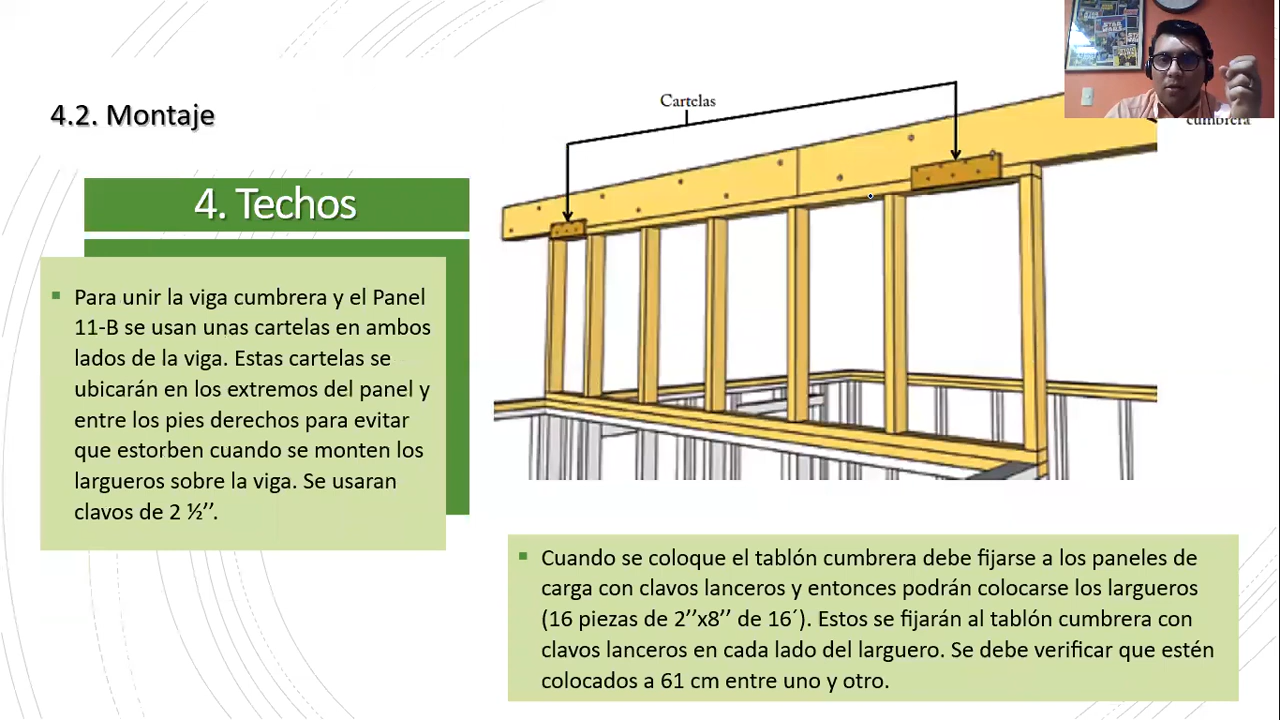 4.2. Montaje
4. Techos
Para unir la viga cumbrera y el Panel
11-B se usan unas cartelas en ambos
lados de la viga. Estas cartelas se
ubicarán en los extremos del panel y
entre los pies derechos para evitar
que estorben cuando se monten los
largueros sobre la viga. Se usaran
clavos de 2 ½’’.
Cartelas
cumbrera
STAR
WARS
Cuando se coloque el tablón cumbrera debe fijarse a los paneles de
carga con clavos lanceros y entonces podrán colocarse los largueros
(16 piezas de 2’’x8’’ de 16´). Estos se fijarán al tablón cumbrera con
clavos lanceros en cada lado del larguero. Se debe verificar que estén
colocados a 61 cm entre uno y otro.